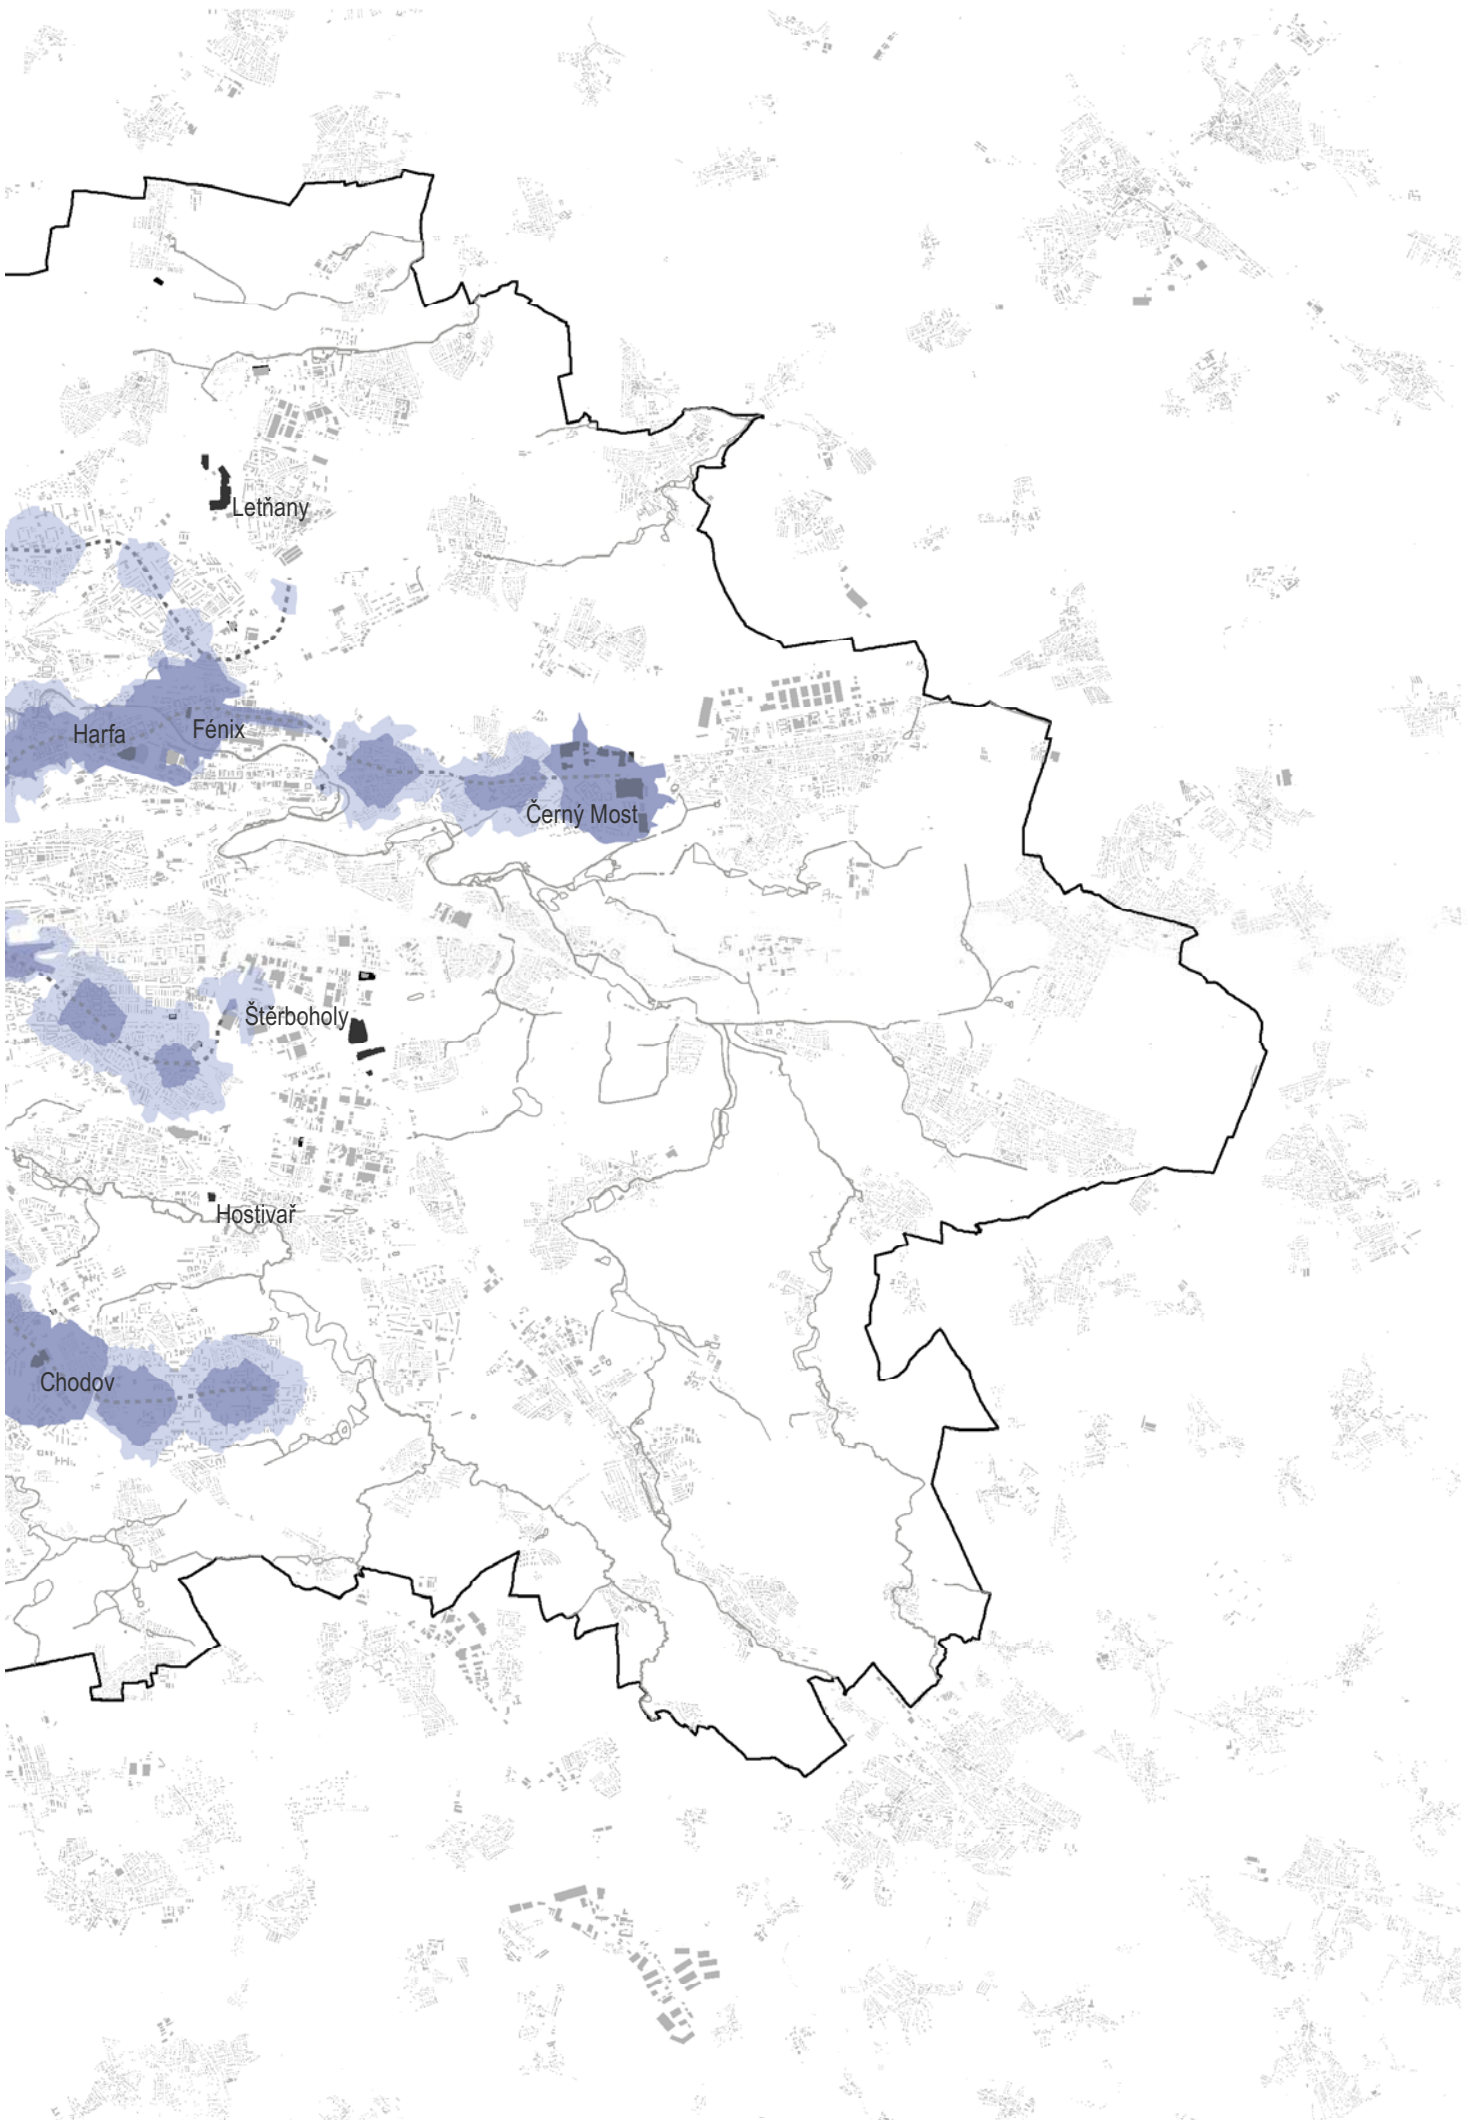 Letňany
Harfa
Fénix
Černý Most
Štěrboholy
Hostivař
Chodov